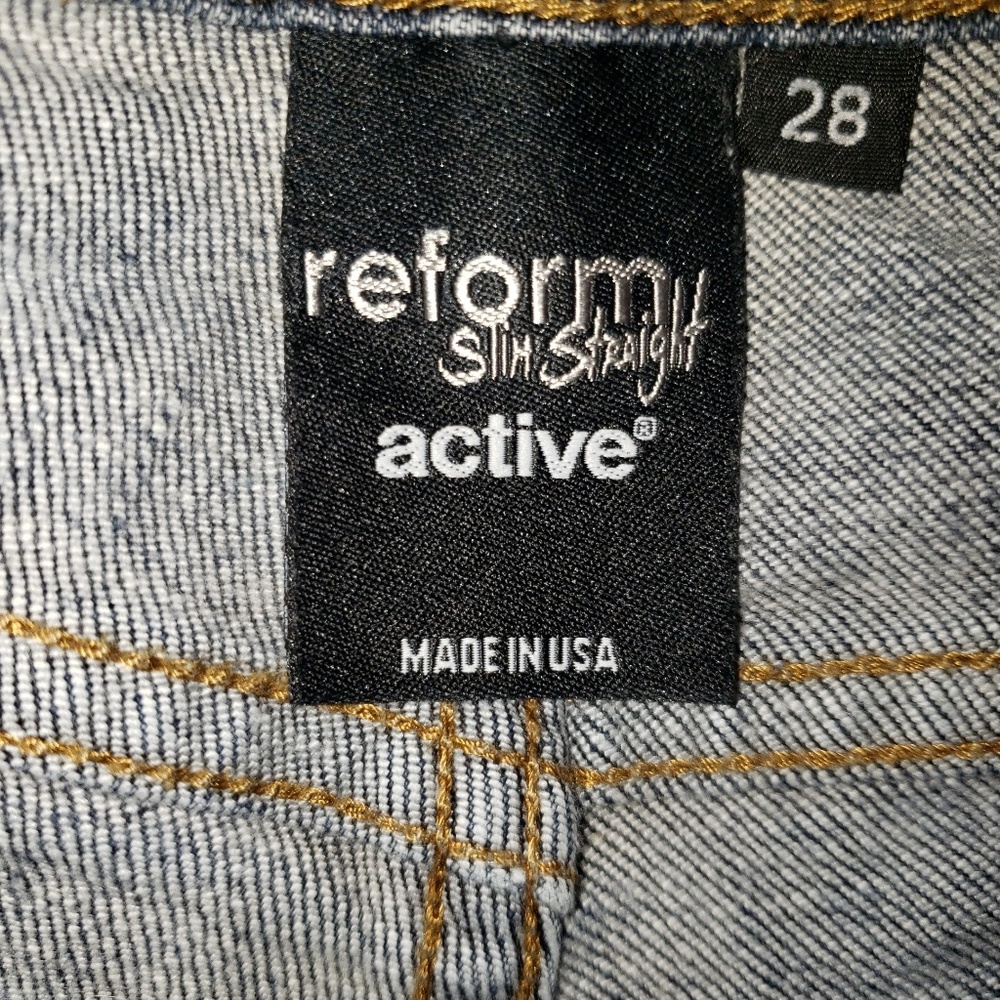 28
reform
Slim Straight
active®
MADE IN USA